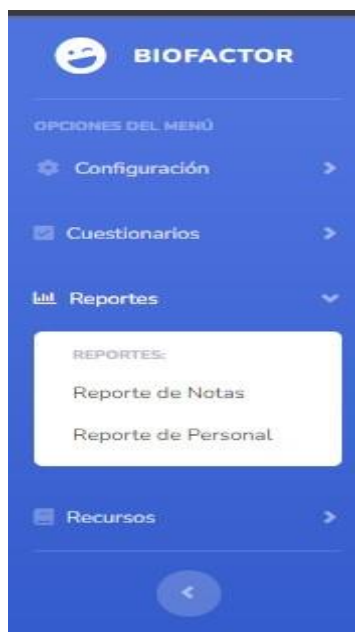 BIOFACTOR
OPCIONES DEL MENÚ
Configuración
Cuestionarios
Reportes
REPORTES:
Reporte de Notas
Reporte de Personal
Recursos